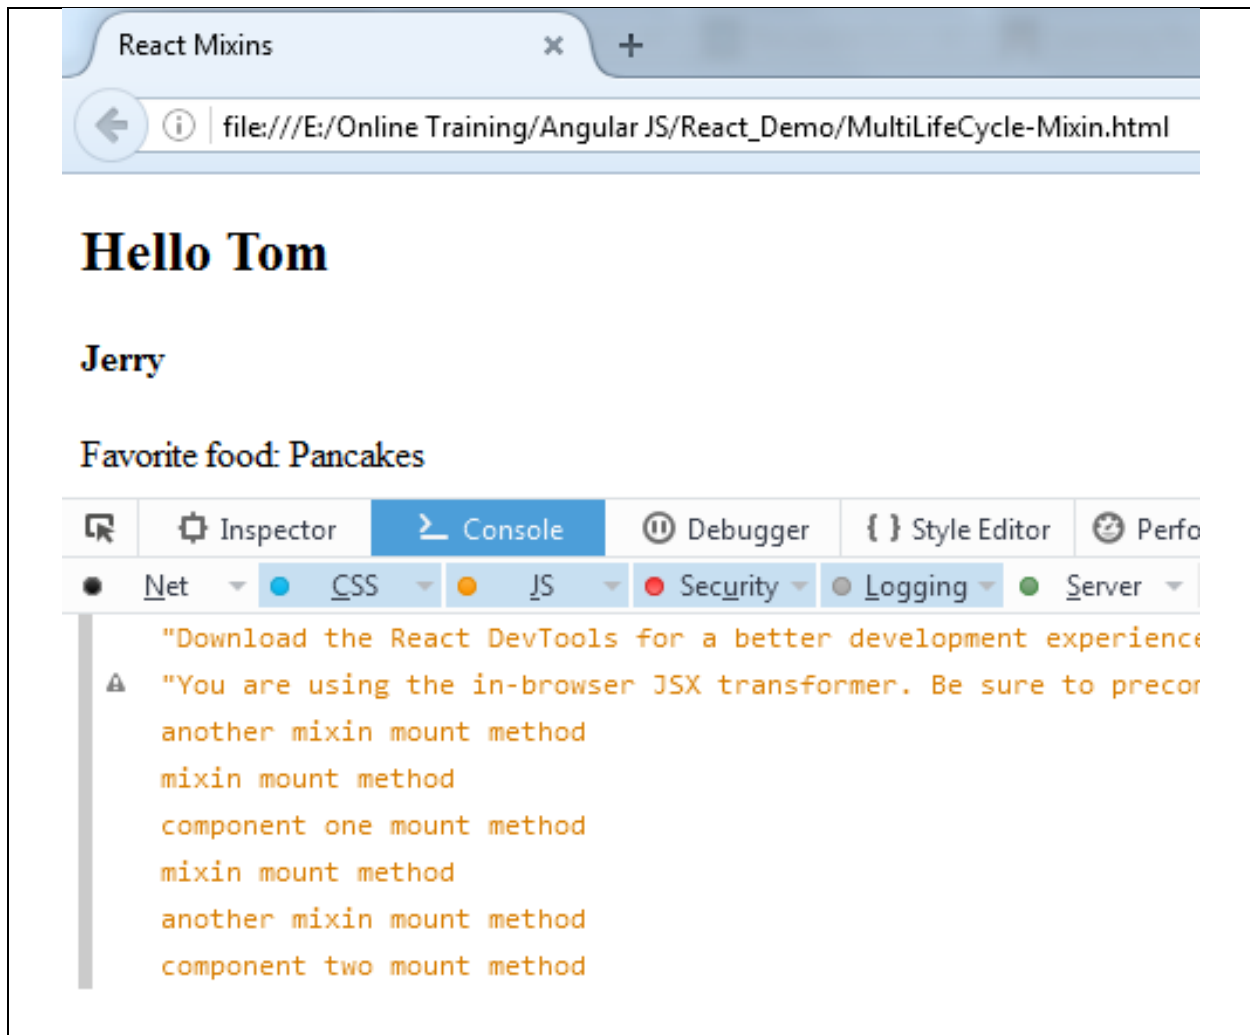 React Mixins
file:///E:/Online Training/Angular JS/React_Demo/MultiLifeCycle-Mixin.html
Hello Tom
Jerry
Favorite food: Pancakes
Inspector Console Debugger { } Style Editor Perfo
Net CSS JS Security Logging Server
"Download the React DevTools for a better development experience
"You are using the in-browser JSX transformer. Be sure to precom
another mixin mount method
mixin mount method
component one mount method
mixin mount method
another mixin mount method
component two mount method